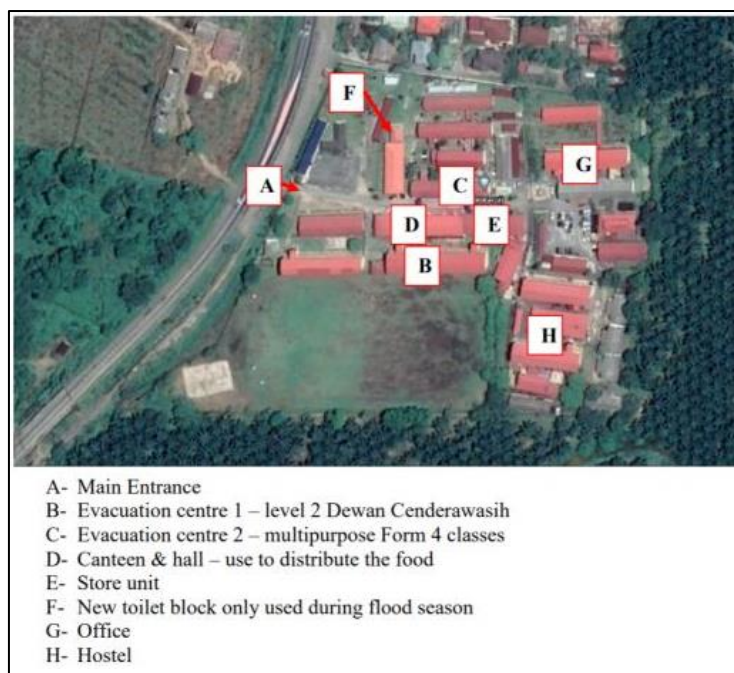 F
G
A
C
D
E
B
H
A- Main Entrance
B- Evacuation centre 1 – level 2 Dewan Cenderawasih
C- Evacuation centre 2 – multipurpose Form 4 classes
D- Canteen & hall – use to distribute the food
E- Store unit
F- New toilet block only used during flood season
G- Office
H- Hostel